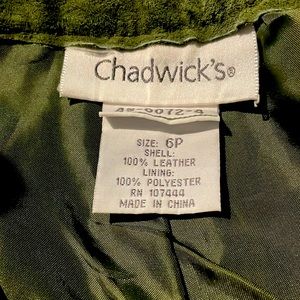 Chadwick's®
SIZE: 6P
SHELL:
100% LEATHER
LINING:
100% POLYESTER
RN 107444
MADE IN CHINA